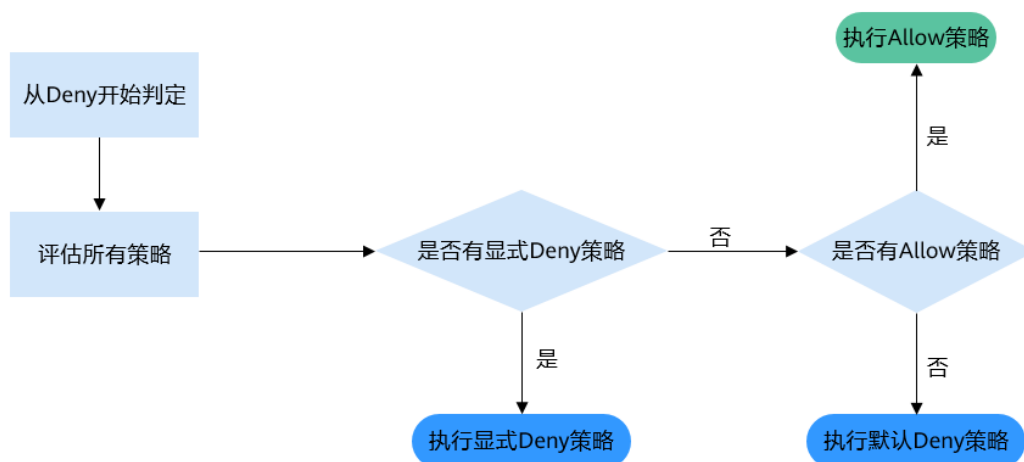 执行Allow策略
从Deny开始判定
是
评估所有策略
是否有显式Deny策略
否
是否有Allow策略
是
否
执行显式Deny策略
执行默认Deny策略